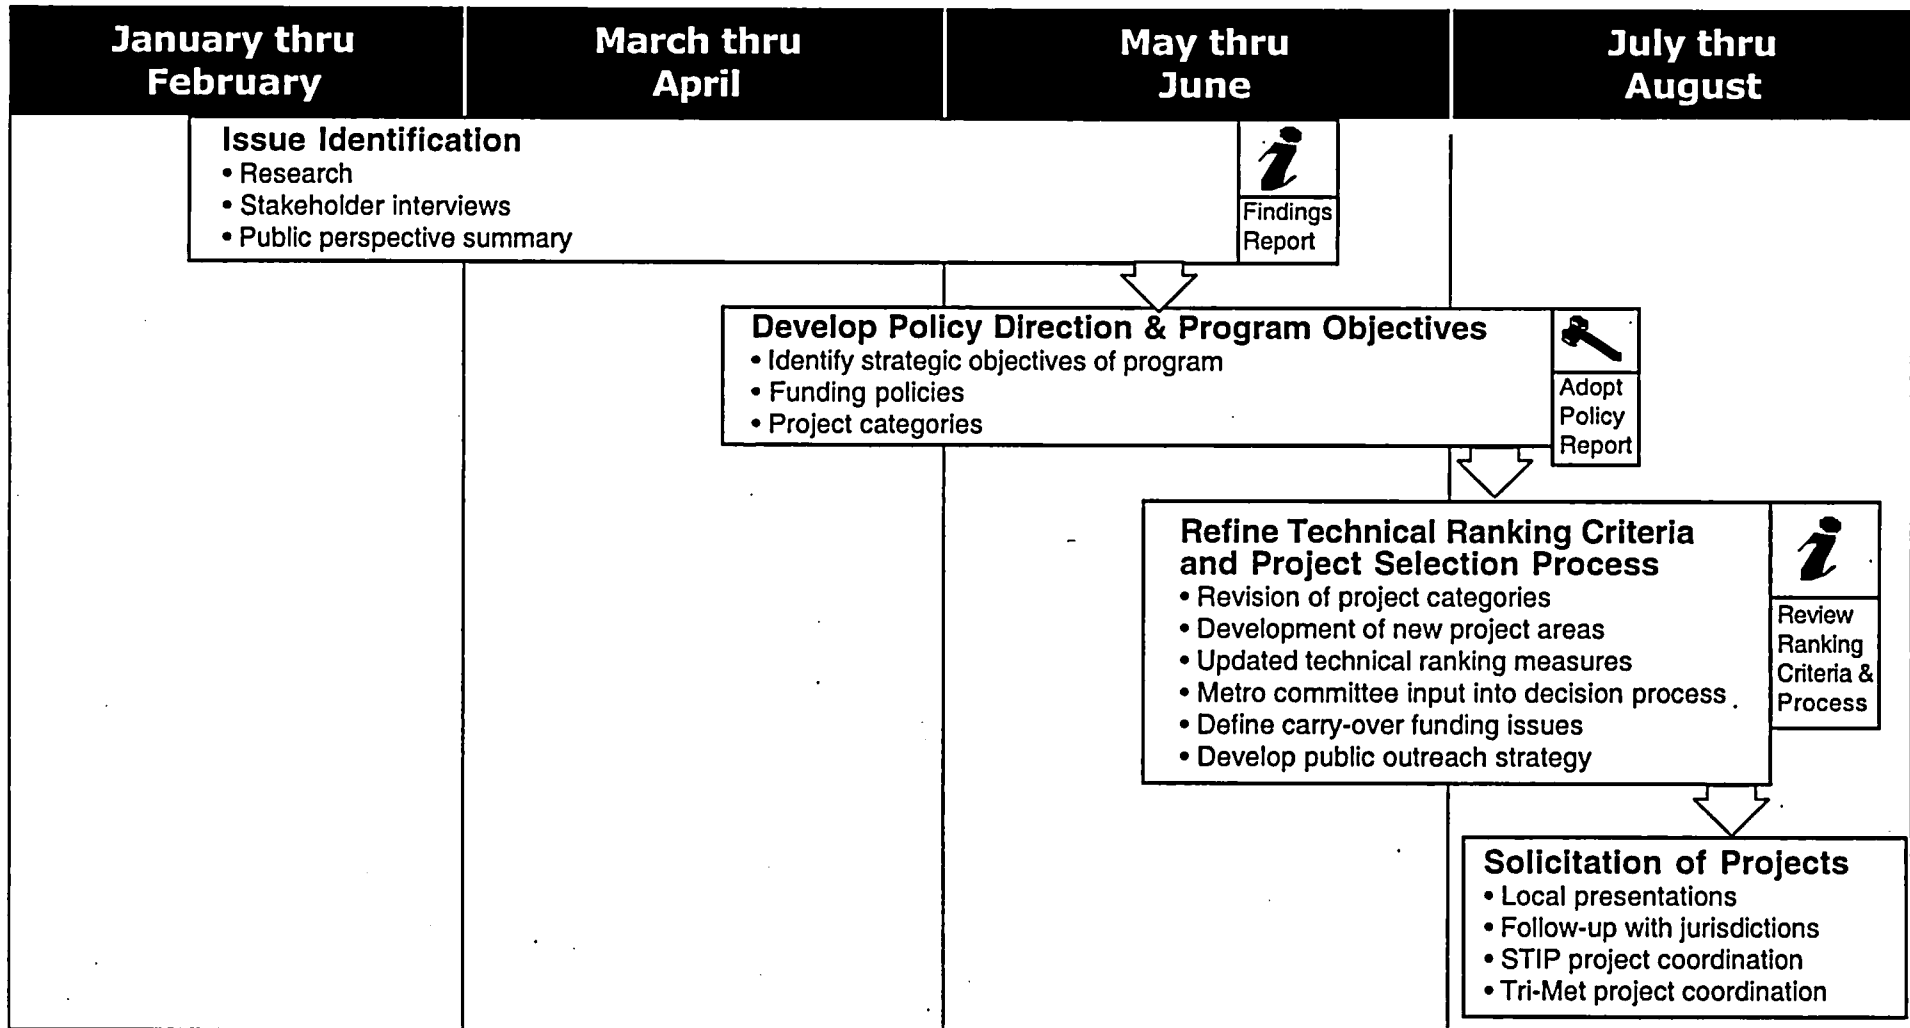 January thru
February
March thru
April
May thru
June
July thru
August
Issue Identification
• Research
• Stakeholder interviews
• Public perspective summary
i
Findings
Report
Develop Policy Direction & Program Objectives
• Identify strategic objectives of program
• Funding policies
• Project categories
Adopt
Policy
Report
Refine Technical Ranking Criteria
and Project Selection Process
• Revision of project categories
• Development of new project areas
• Updated technical ranking measures
• Metro committee input into decision process
• Define carry-over funding issues
• Develop public outreach strategy
i
Review
Ranking
Criteria &
Process
Solicitation of Projects
• Local presentations
• Follow-up with jurisdictions
• STIP project coordination
• Tri-Met project coordination